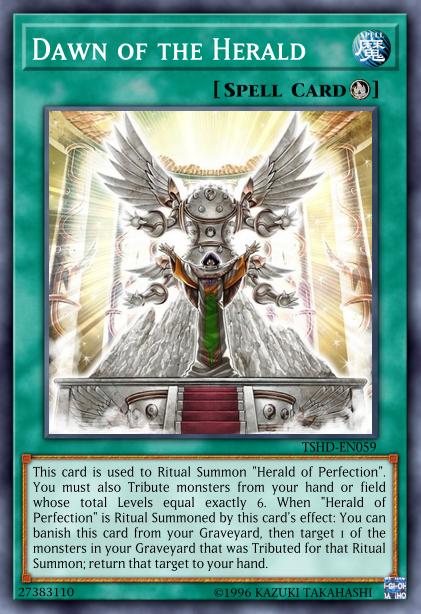 DAWN OF THE HERALD
SPELL
魔
[SPELL CARD]
TSHD-EN059
This card is used to Ritual Summon "Herald of Perfection".
You must also Tribute monsters from your hand or field
whose total Levels equal exactly 6. When "Herald of
Perfection" is Ritual Summoned by this card's effect: You can
banish this card from your Graveyard, then target 1 of the
monsters in your Graveyard that was Tributed for that Ritual
Summon; return that target to your hand.
27383110
©1996 KAZUKI TAKAHASHI